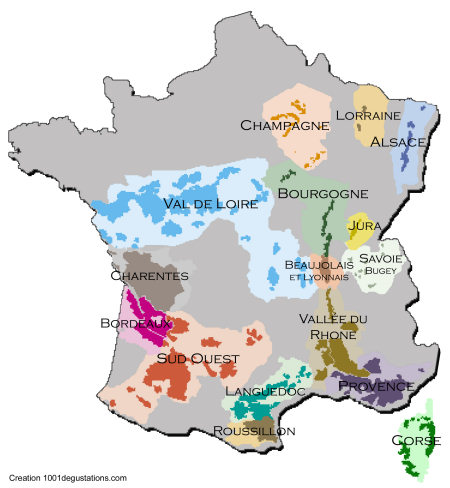 CHAMPAGNE
LORRAINE
ALSACE
BOURGOGNE
VAL DE LOIRE
JURA
SAVOIE
BUGEY
BEAUJOLAIS
ET LYONNAIS
CHARENTES
BORDEAUX
VALLÉE DU
RHONE
SUD OUEST
PROVENCE
LANGUEDOC
ROUSSILLON
CORSE
Creation 1001degustations.com